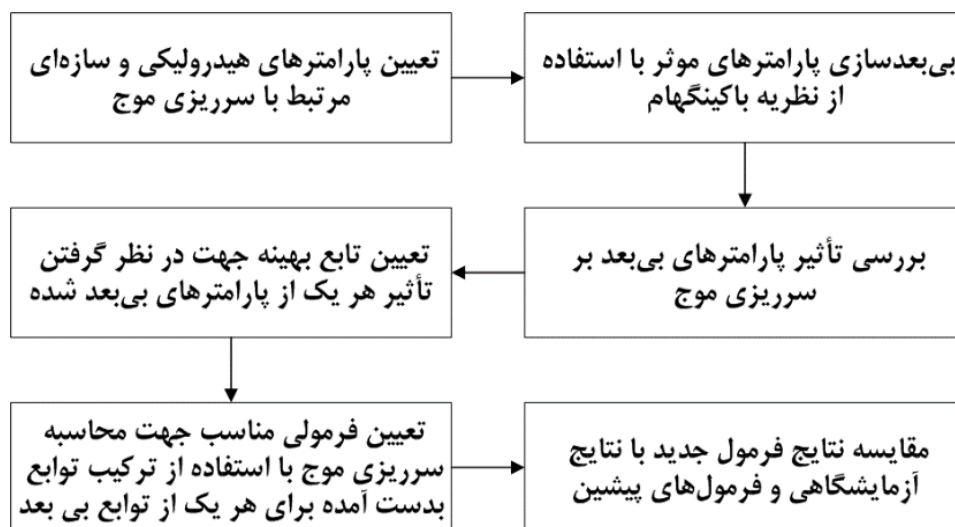 تعیین پارامترهای هیدرولیکی و سازه‌ای
مرتبط با سرریزی موج
بی‌بعدسازی پارامترهای موثر با استفاده
از نظریه باکینگهام
بررسی تأثیر پارامترهای بی‌بعد بر
سرریزی موج
تعیین تابع بهینه جهت در نظر گرفتن
تأثیر هر یک از پارامترهای بی‌بعد شده
تعیین فرمولی مناسب جهت محاسبه
سرریزی موج با استفاده از ترکیب توابع
بدست آمده برای هر یک از توابع بی بعد
مقایسه نتایج فرمول جدید با نتایج
آزمایشگاهی و فرمول‌های پیشین